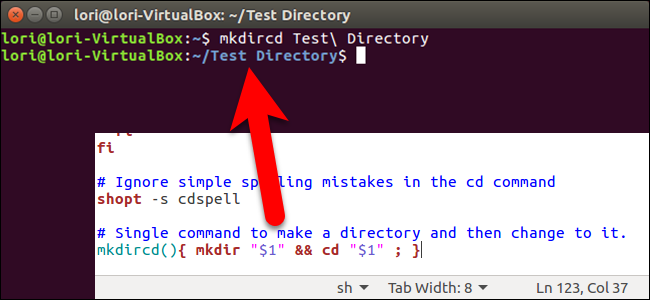 lori@lori-VirtualBox: ~/Test Directory
lori@lori-VirtualBox:~$ mkdircd Test\ Directory
lori@lori-VirtualBox:~/Test Directory$
fi
# Ignore simple spelling mistakes in the cd command
shopt -s cdspell
# Single command to make a directory and then change to it.
mkdircd(){ mkdir "$1" && cd "$1" ; }
sh Tab Width: 8 Ln 123, Col 37